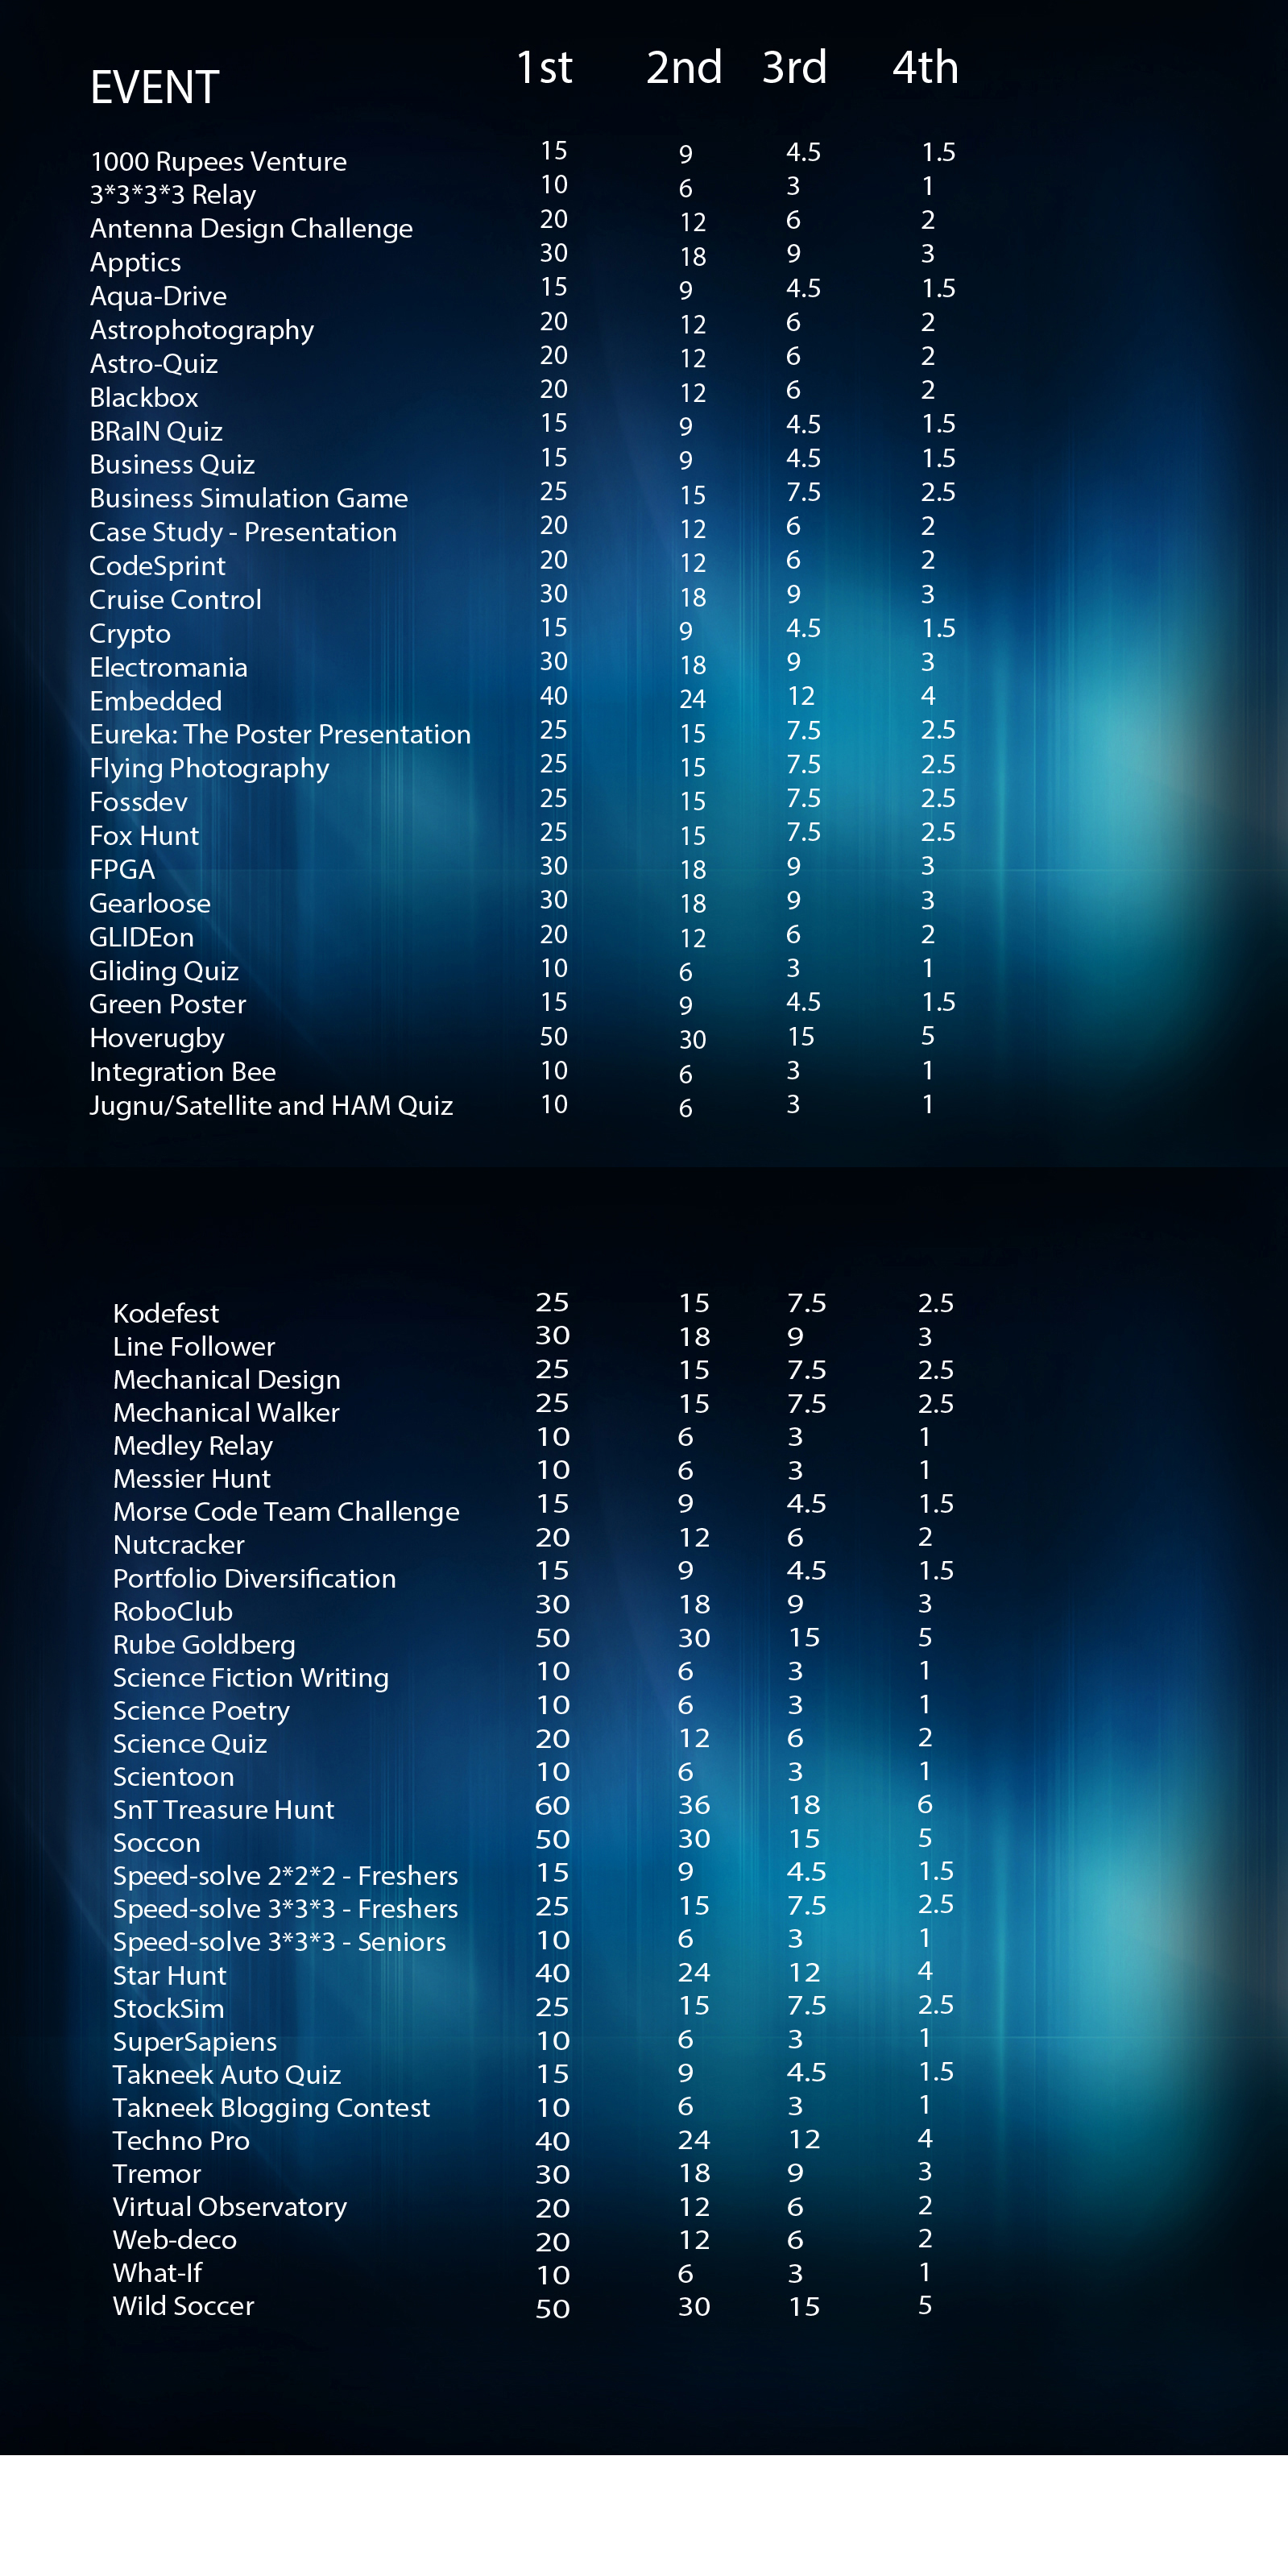 EVENT 1st 2nd 3rd 4th
1000 Rupees Venture 15 9 4.5 1.5
3*3*3*3 Relay 10 6 3 1
Antenna Design Challenge 20 12 6 2
Apptics 30 18 9 3
Aqua-Drive 15 9 4.5 1.5
Astrophotography 20 12 6 2
Astro-Quiz 20 12 6 2
Blackbox 20 12 6 2
BRaIN Quiz 15 9 4.5 1.5
Business Quiz 15 9 4.5 1.5
Business Simulation Game 25 15 7.5 2.5
Case Study - Presentation 20 12 6 2
CodeSprint 20 12 6 2
Cruise Control 30 18 9 3
Crypto 15 9 4.5 1.5
Electromania 30 18 9 3
Embedded 40 24 12 4
Eureka: The Poster Presentation 25 15 7.5 2.5
Flying Photography 25 15 7.5 2.5
Fossdev 25 15 7.5 2.5
Fox Hunt 25 15 7.5 2.5
FPGA 30 18 9 3
Gearloose 30 18 9 3
GLIDEon 20 12 6 2
Gliding Quiz 10 6 3 1
Green Poster 15 9 4.5 1.5
Hoverugby 50 30 15 5
Integration Bee 10 6 3 1
Jugnu/Satellite and HAM Quiz 10 6 3 1
Kodefest 25 15 7.5 2.5
Line Follower 30 18 9 3
Mechanical Design 25 15 7.5 2.5
Mechanical Walker 25 15 7.5 2.5
Medley Relay 10 6 3 1
Messier Hunt 10 6 3 1
Morse Code Team Challenge 15 9 4.5 1.5
Nutcracker 20 12 6 2
Portfolio Diversification 15 9 4.5 1.5
RoboClub 30 18 9 3
Rube Goldberg 50 30 15 5
Science Fiction Writing 10 6 3 1
Science Poetry 10 6 3 1
Science Quiz 20 12 6 2
Scientoon 10 6 3 1
SnT Treasure Hunt 60 36 18 6
Soccon 50 30 15 5
Speed-solve 2*2*2 - Freshers 15 9 4.5 1.5
Speed-solve 3*3*3 - Freshers 25 15 7.5 2.5
Speed-solve 3*3*3 - Seniors 10 6 3 1
Star Hunt 40 24 12 4
StockSim 25 15 7.5 2.5
SuperSapiens 10 6 3 1
Takneek Auto Quiz 15 9 4.5 1.5
Takneek Blogging Contest 10 6 3 1
Techno Pro 40 24 12 4
Tremor 30 18 9 3
Virtual Observatory 20 12 6 2
Web-deco 20 12 6 2
What-If 10 6 3 1
Wild Soccer 50 30 15 5